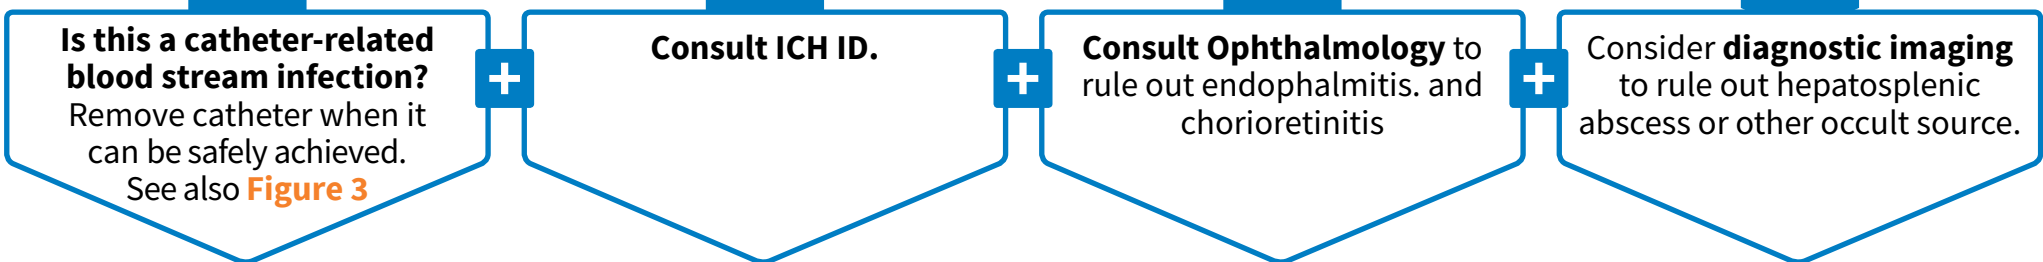 Is this a catheter-related
blood stream infection?
Remove catheter when it
can be safely achieved.
See also Figure 3
+
Consult ICH ID.
+
Consult Ophthalmology to
rule out endophalmitis. and
chorioretinitis
+
Consider diagnostic imaging
to rule out hepatosplenic
abscess or other occult source.